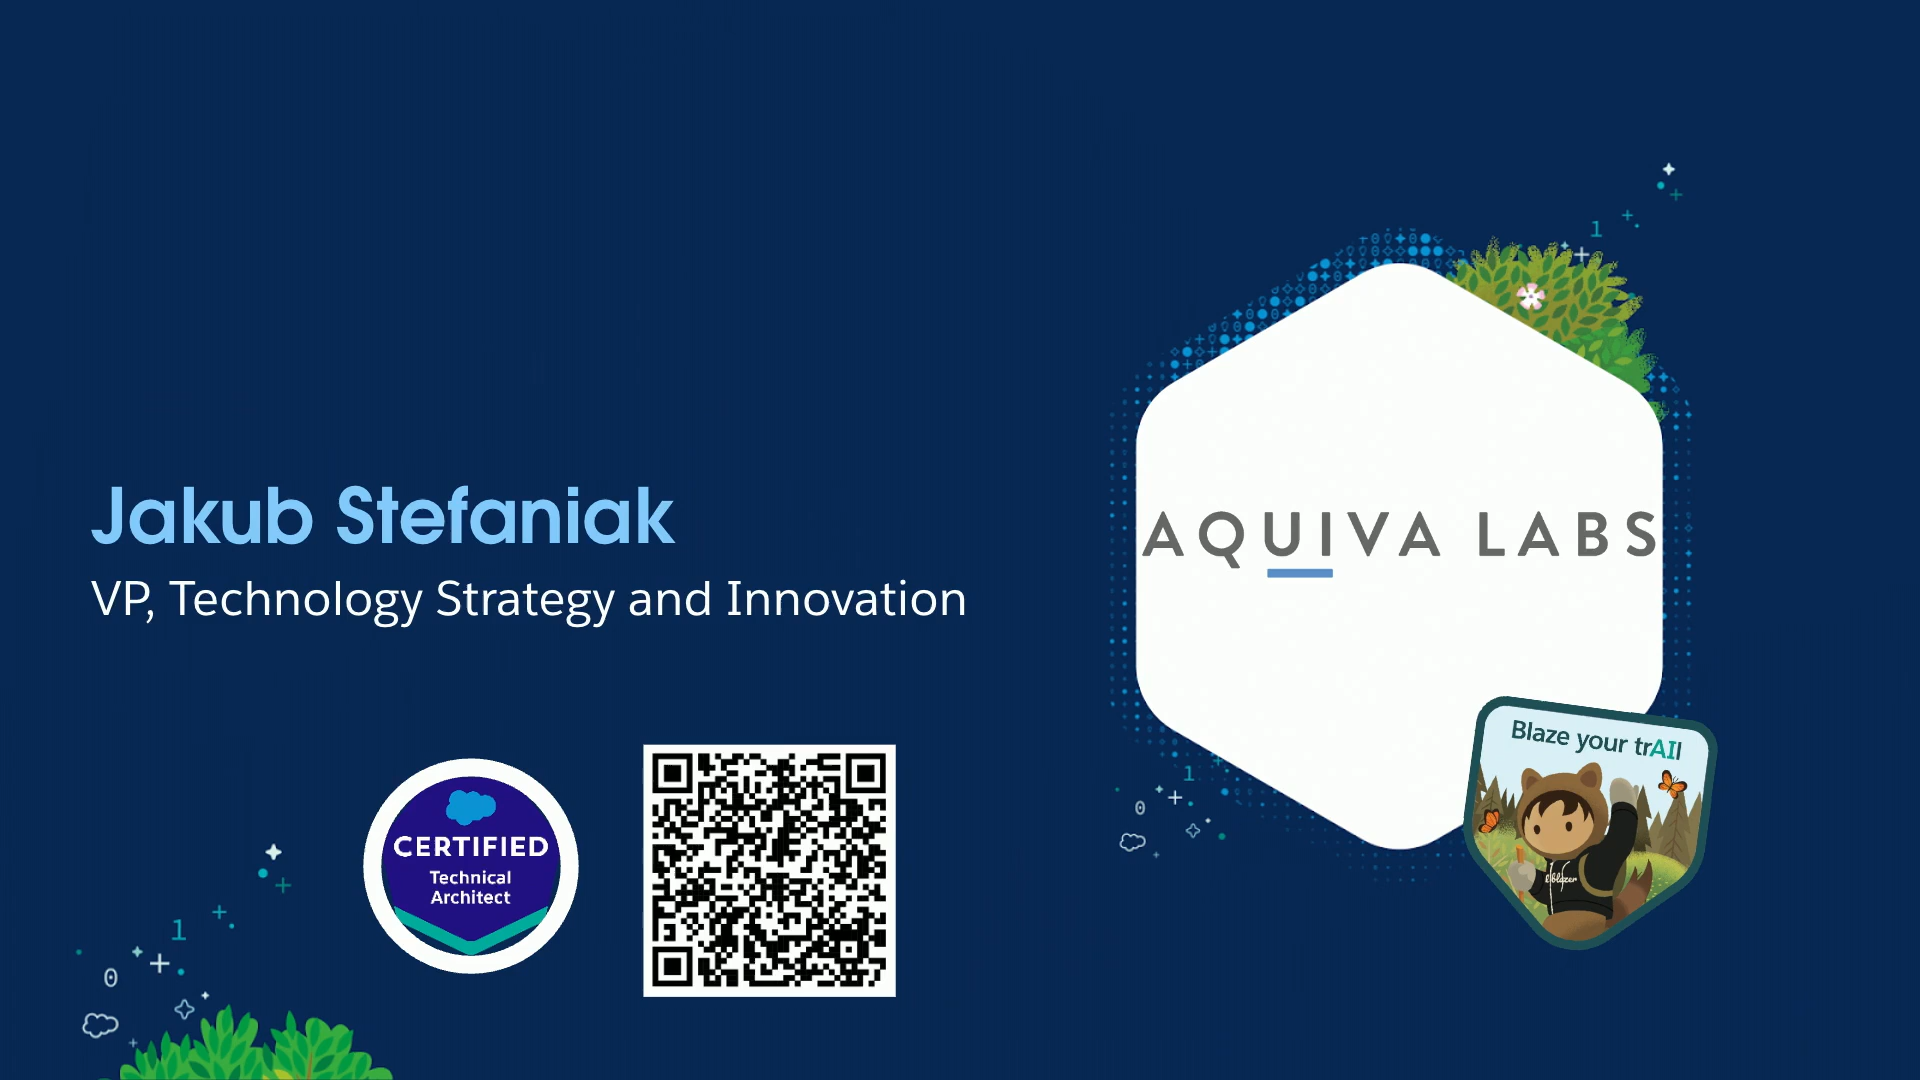 Jakub Stefaniak
VP, Technology Strategy and Innovation
AQUIVA LABS
CERTIFIED
Technical
Architect
Blaze your trAIl